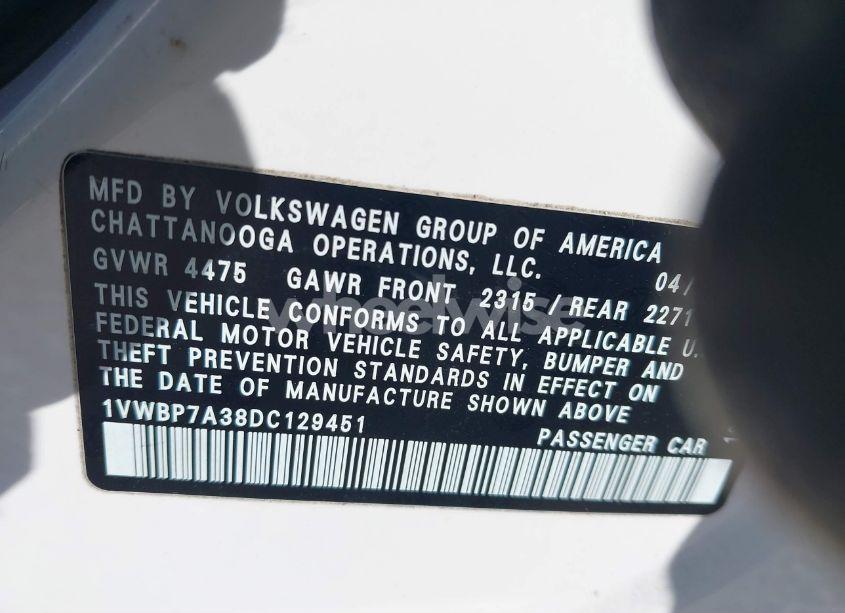 MFD BY VOLKSWAGEN GROUP OF AMERICA
CHATTANOOGA OPERATIONS, LLC. 04/
GVWR 4475 GAWR FRONT 2315 / REAR 2271
THIS VEHICLE CONFORMS TO ALL APPLICABLE U.
FEDERAL MOTOR VEHICLE SAFETY, BUMPER AND
THEFT PREVENTION STANDARDS IN EFFECT ON
THE DATE OF MANUFACTURE SHOWN ABOVE
1VWBP7A38DC129451 PASSENGER CAR
wheelwise